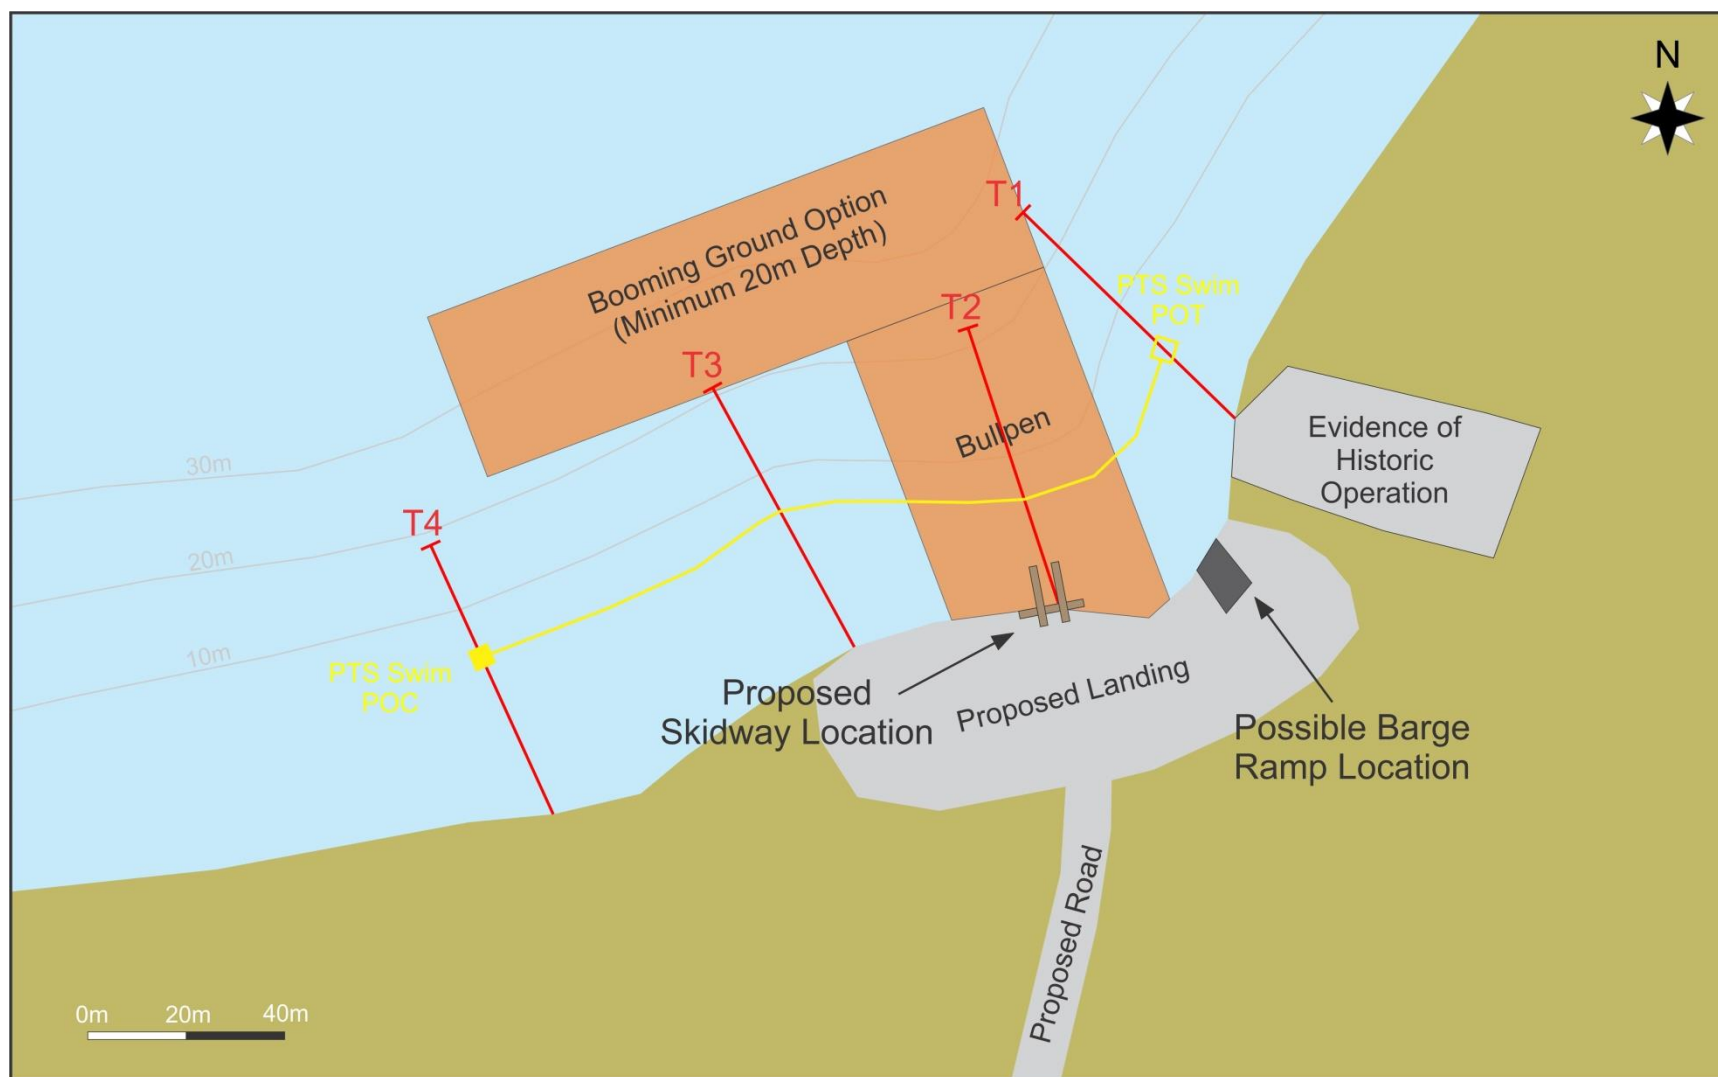 N
T1
Booming Ground Option
(Minimum 20m Depth)
PTS Swim
POT
T2
T3
Bullpen
Evidence of
Historic
Operation
30m
T4
20m
10m
PTS Swim
POC
Proposed
Skidway Location
Proposed Landing
Possible Barge
Ramp Location
Proposed Road
0m 20m 40m